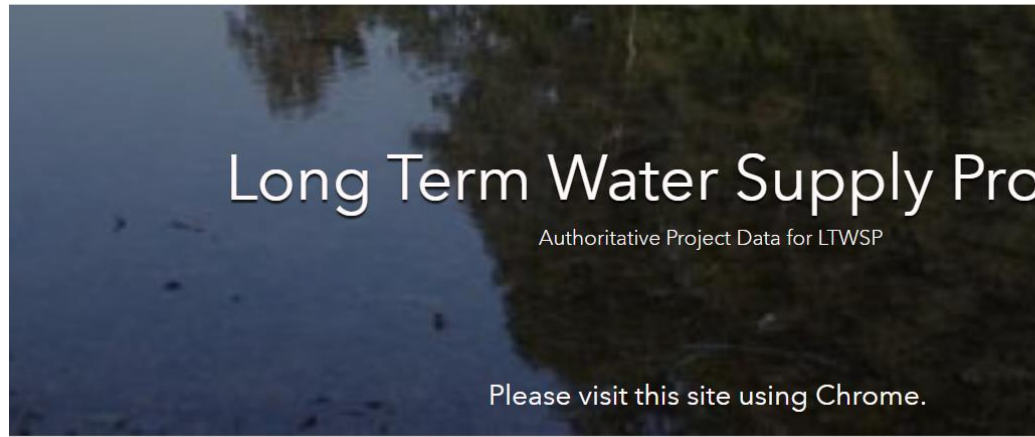 Long Term Water Supply Pro
Authoritative Project Data for LTWSP
Please visit this site using Chrome.